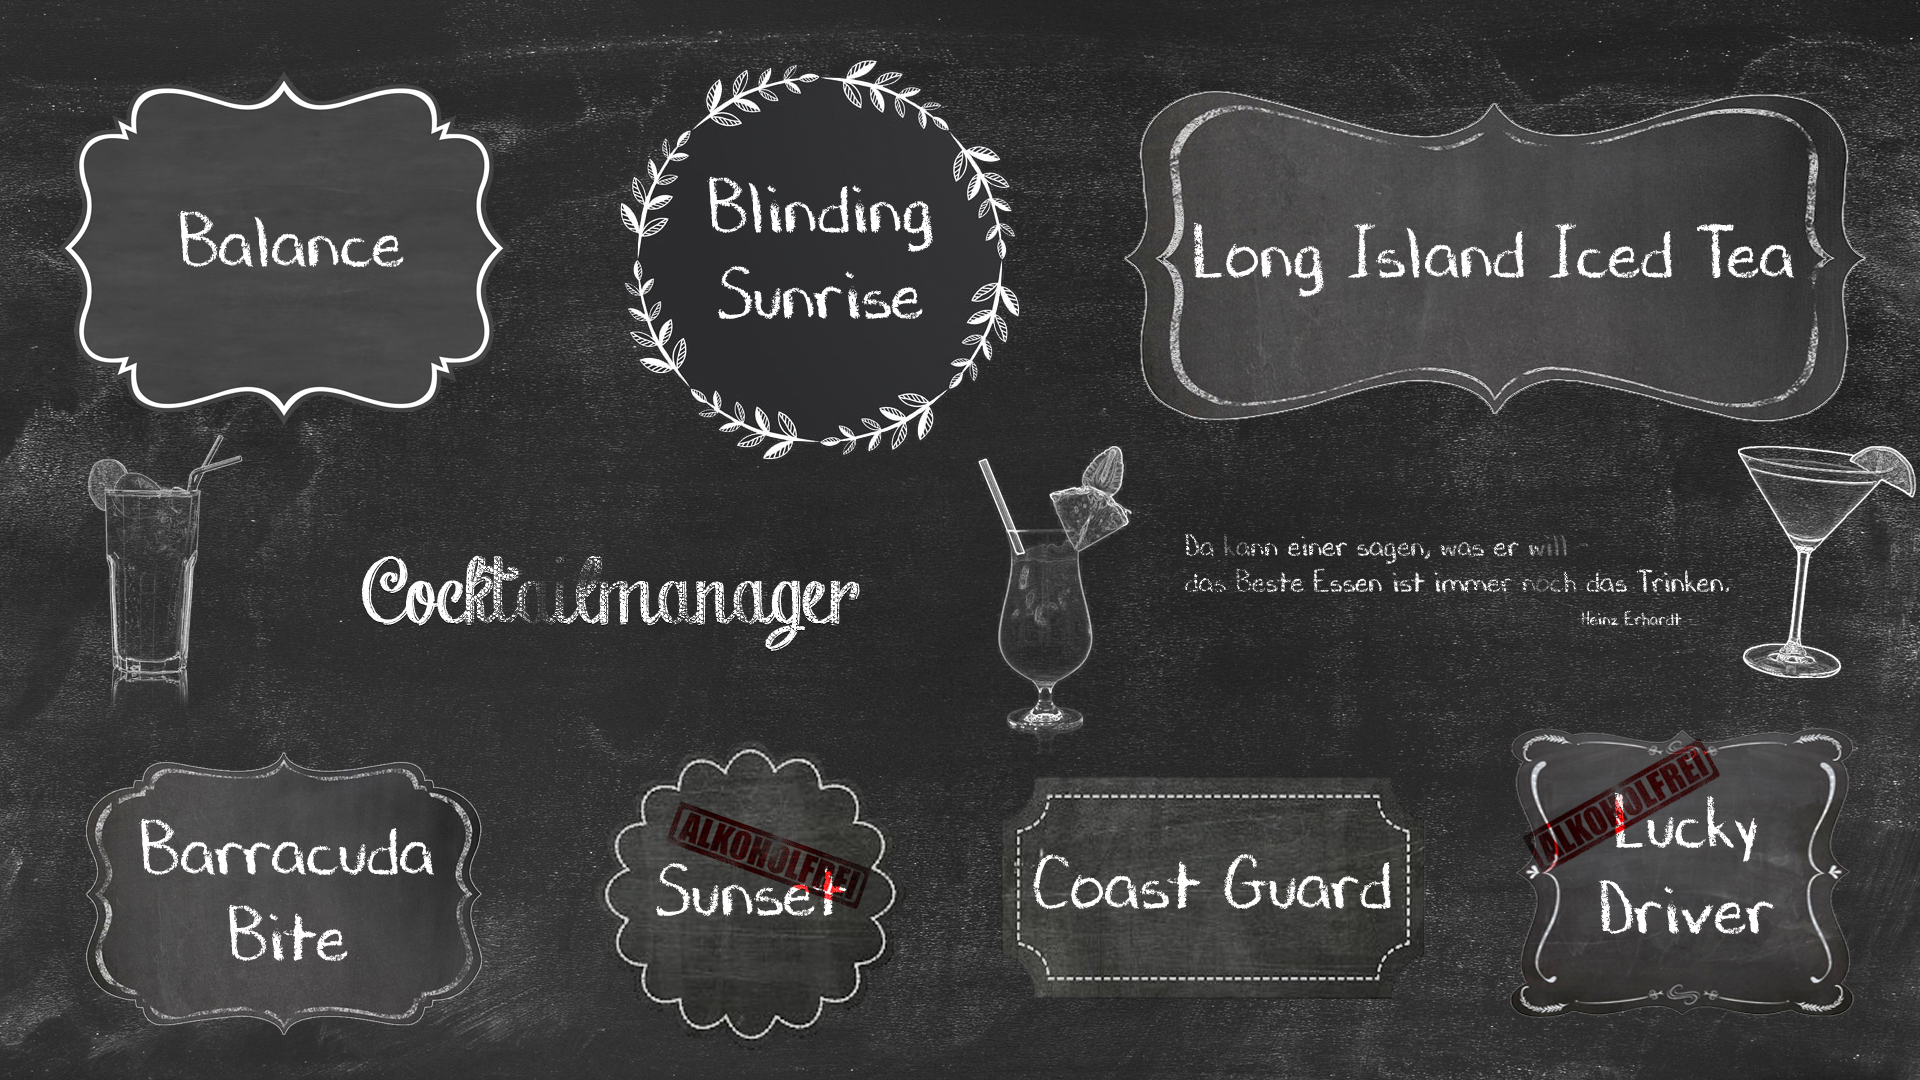 Balance
Blinding
Sunrise
Long Island Iced Tea
Cocktailmanager
Da kann einer sagen, was er will -
das Beste Essen ist immer noch das Trinken.
Heinz Erhardt
Barracuda
Bite
ALKOHOLFREI
Sunset
Coast Guard
ALKOHOLFREI
Lucky
Driver